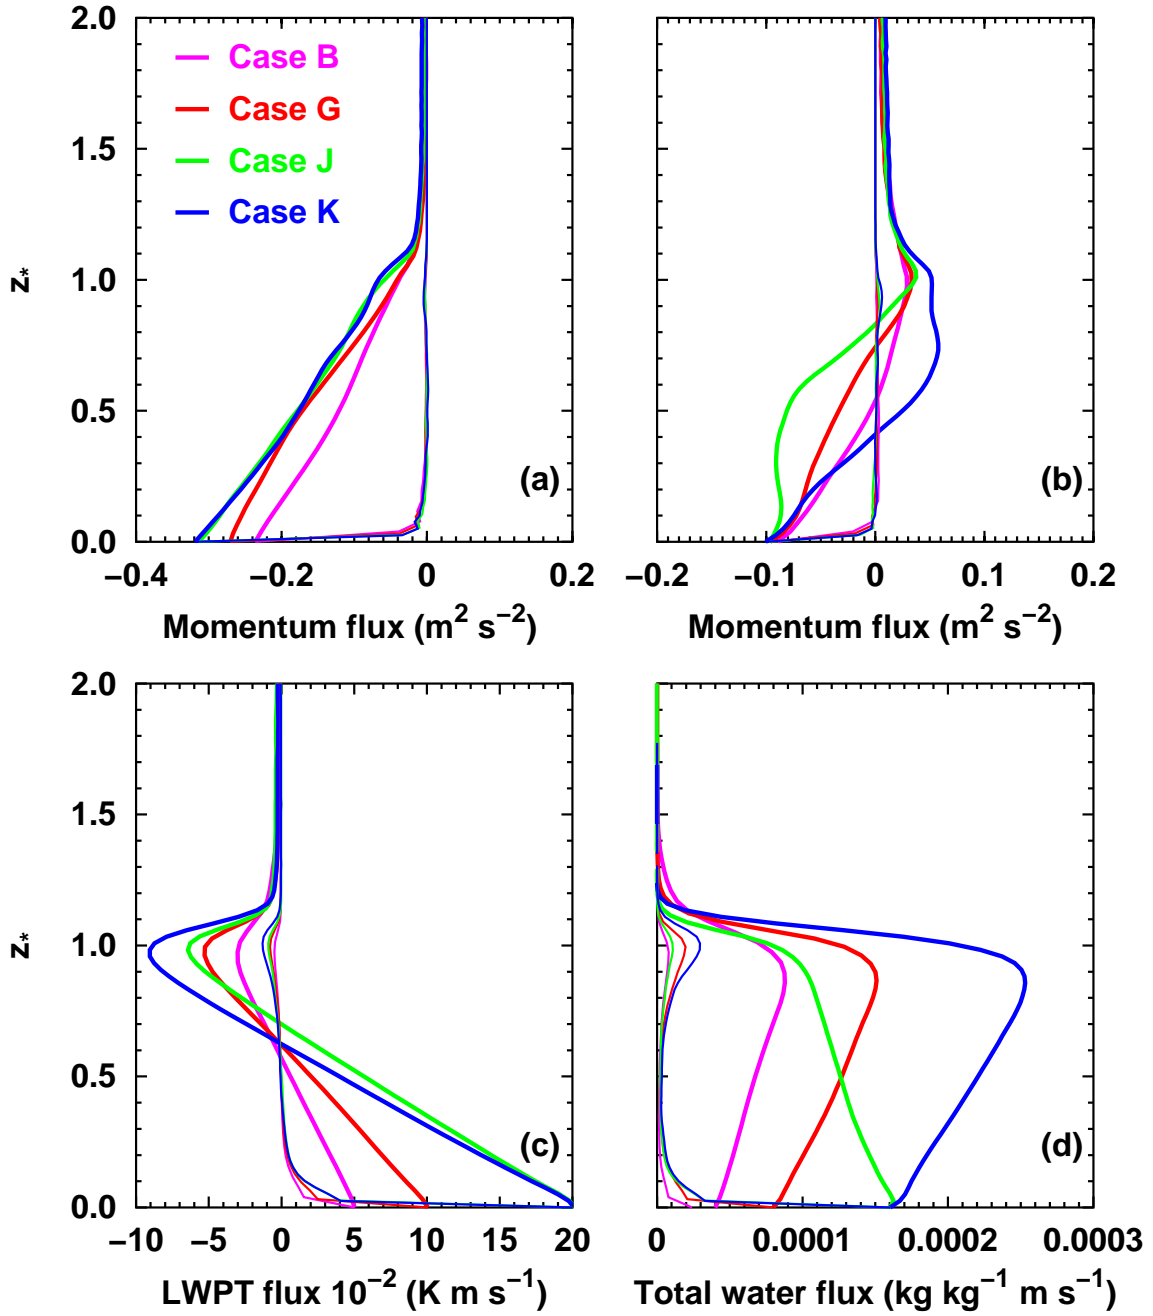 2.0
1.5
1.0
0.5
0.0
z*
Case B
Case G
Case J
Case K
(a)
−0.4 −0.2 0 0.2
Momentum flux (m² s⁻²)
(b)
−0.2 −0.1 0 0.1 0.2
Momentum flux (m² s⁻²)
2.0
1.5
1.0
0.5
0.0
z*
(c)
−10 −5 0 5 10 15 20
LWPT flux 10⁻² (K m s⁻¹)
(d)
0 0.0001 0.0002 0.0003
Total water flux (kg kg⁻¹ m s⁻¹)